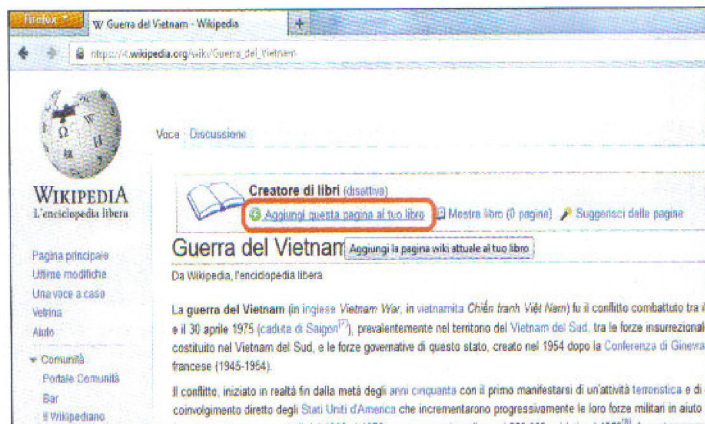 Firefox
W Guerra del Vietnam - Wikipedia
+
https://it.wikipedia.org/wiki/Guerra_del_Vietnam
Ω
W
И
WIKIPEDIA
L'enciclopedia libera
Voce Discussione
Creatore di libri (disattiva)
Aggiungi questa pagina al tuo libro Mostra libro (0 pagine) Suggerisci delle pagine
Guerra del Vietnam
Aggiungi la pagina wiki attuale al tuo libro
Da Wikipedia, l'enciclopedia libera
Pagina principale
Ultime modifiche
Una voce a caso
Vetrina
Aiuto
Comunità
Portale Comunità
Bar
Il Wikipediano
La guerra del Vietnam (in inglese Vietnam War, in vietnamita Chiến tranh Việt Nam) fu il conflitto combattuto tra il
e il 30 aprile 1975 (caduta di Saigon), prevalentemente nel territorio del Vietnam del Sud, tra le forze insurrezional
costituito nel Vietnam del Sud, e le forze governative di questo stato, creato nel 1954 dopo la Conferenza di Ginevra
francese (1945-1954).
Il conflitto, iniziato in realtà fin dalla metà degli anni cinquanta con il primo manifestarsi di un'attività terroristica e di
coinvolgimento diretto degli Stati Uniti d'America che incrementarono progressivamente le loro forze militari in aiuto